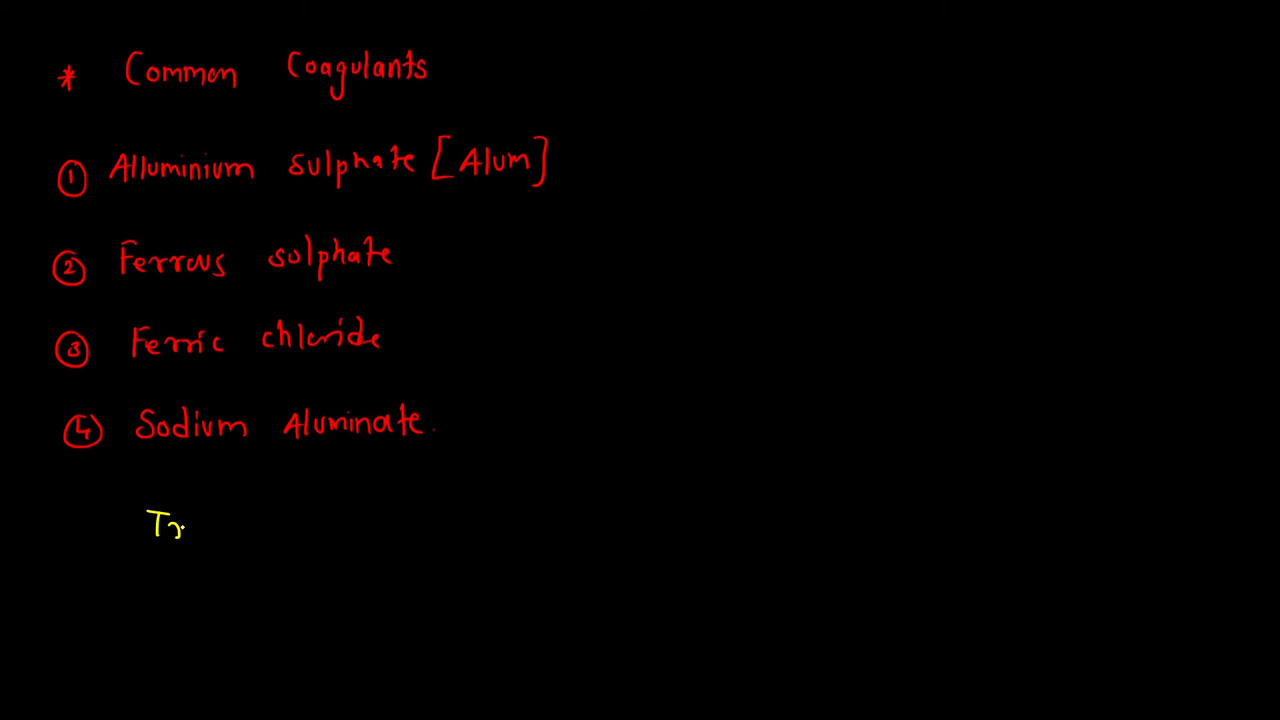 * Common Coagulants
① Alluminium sulphate [Alum]
② Ferrous sulphate
③ Ferric chloride
④ Sodium Aluminate.